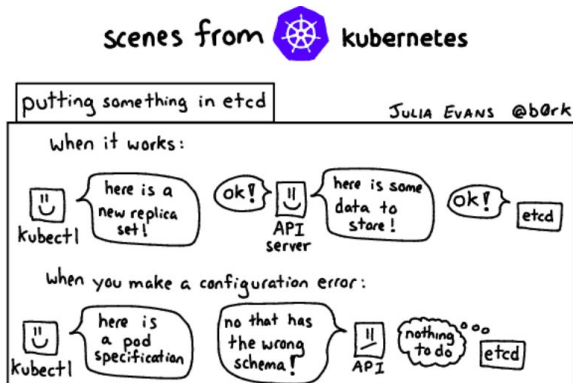 scenes from kubernetes
putting something in etcd
JULIA EVANS @b0rk
when it works:
here is a
new replica
set!
kubectl
ok!
API
server
here is some
data to
store!
ok!
etcd
when you make a configuration error:
here is
a pod
specification
kubectl
no that has
the wrong
schema!
API
nothing
to do
etcd